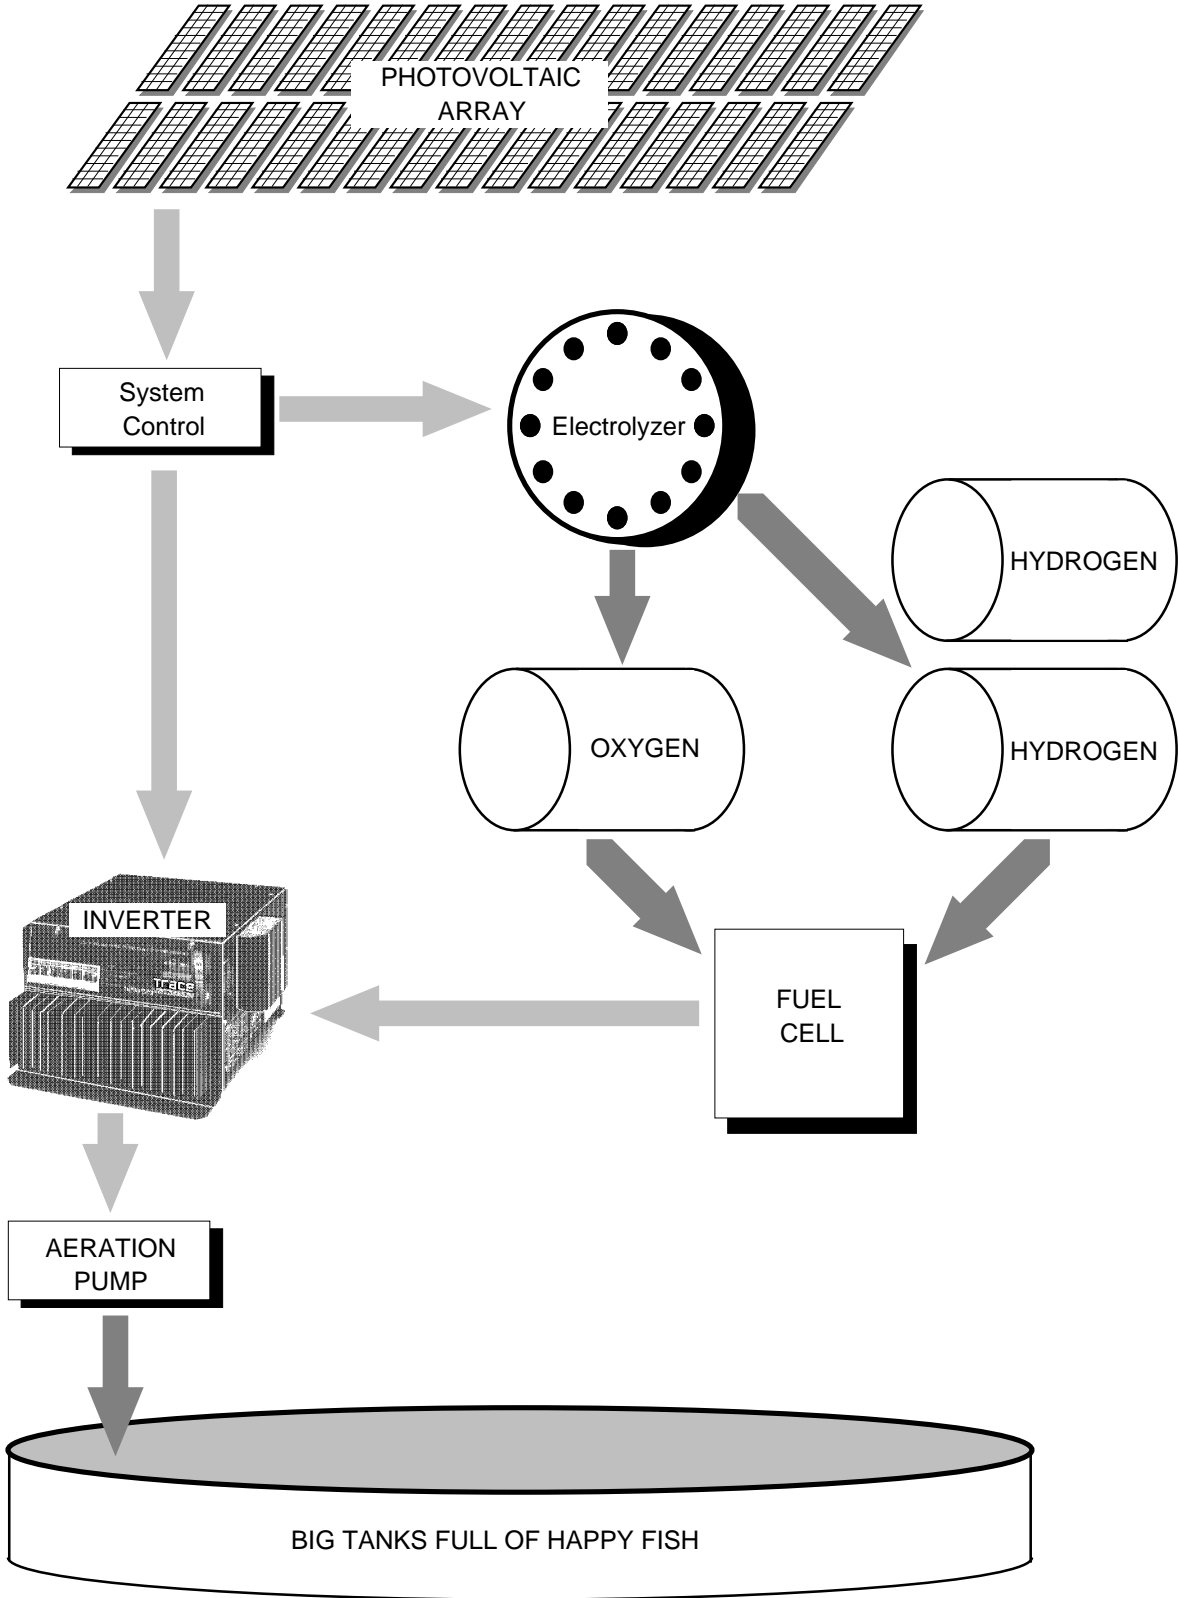 PHOTOVOLTAIC
ARRAY
System
Control
Electrolyzer
HYDROGEN
OXYGEN
HYDROGEN
INVERTER
Trace
FUEL
CELL
AERATION
PUMP
BIG TANKS FULL OF HAPPY FISH